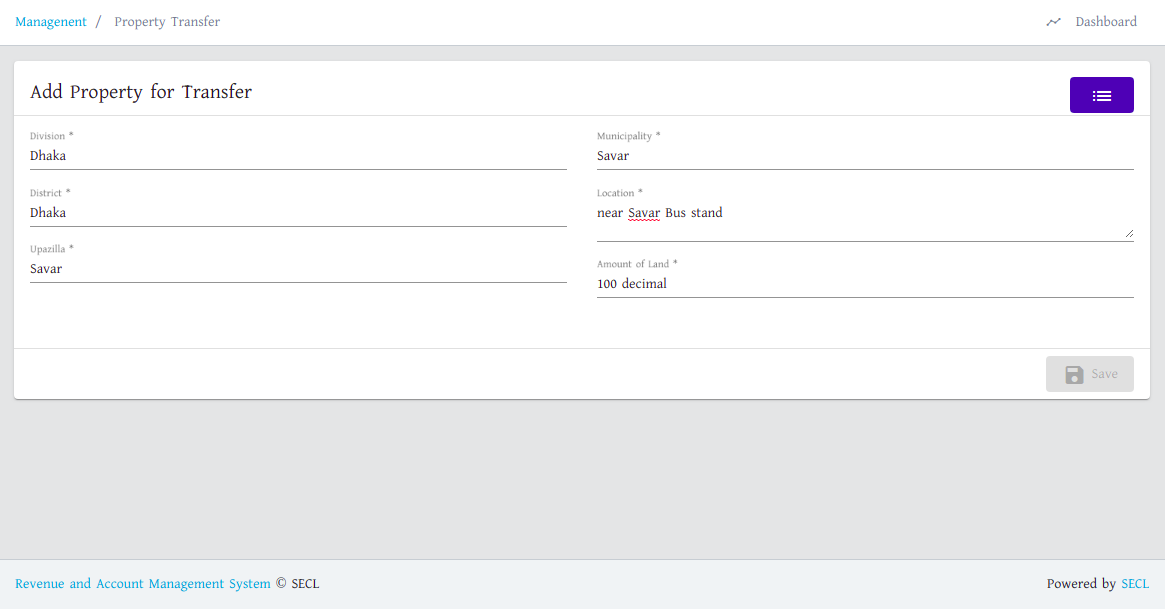 Managenent / Property Transfer
Dashboard
Add Property for Transfer
Division *
Dhaka
District *
Dhaka
Upazilla *
Savar
Municipality *
Savar
Location *
near Savar Bus stand
Amount of Land *
100 decimal
Save
Revenue and Account Management System © SECL
Powered by SECL